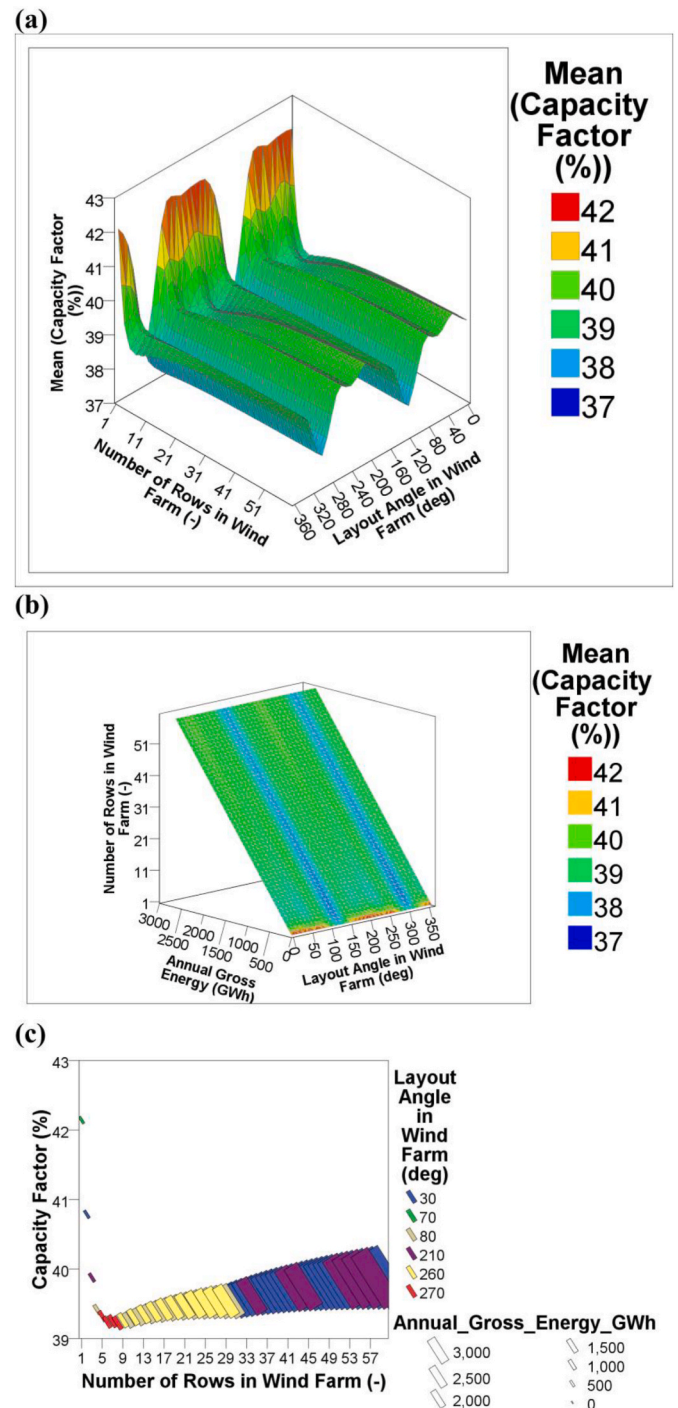 (a)
Mean
(Capacity
Factor
(%))
42
41
40
39
38
37
43
42
41
40
39
38
37
Mean (Capacity Factor
(%))
1
11
21
31
41
51
Number of Rows in Wind
Farm (-)
0
40
80
120
160
200
240
280
320
360
Layout Angle in Wind
Farm (deg)
(b)
Mean
(Capacity
Factor
(%))
42
41
40
39
38
37
51
41
31
21
11
1
Number of Rows in Wind
Farm (-)
3000
2500
2000
1500
1000
500
0
Annual Gross
Energy (GWh)
0
50
100
150
200
250
300
350
Layout Angle in Wind
Farm (deg)
(c)
43
42
41
40
39
Capacity Factor (%)
1 5 9 13 17 21 25 29 33 37 41 45 49 53 57
Number of Rows in Wind Farm (-)
Layout
Angle
in
Wind
Farm
(deg)
30
70
80
210
260
270
Annual_Gross_Energy_GWh
3,000
2,500
2,000
1,500
1,000
500
0